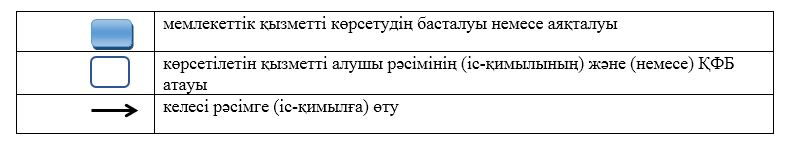 мемлекеттік қызметті көрсетудің басталуы немесе аяқталуы
көрсетілетін қызметті алушы рәсімінің (іс-қимылының) және (немесе) ҚФБ
атауы
келесі рәсімге (іс-қимылға) өту